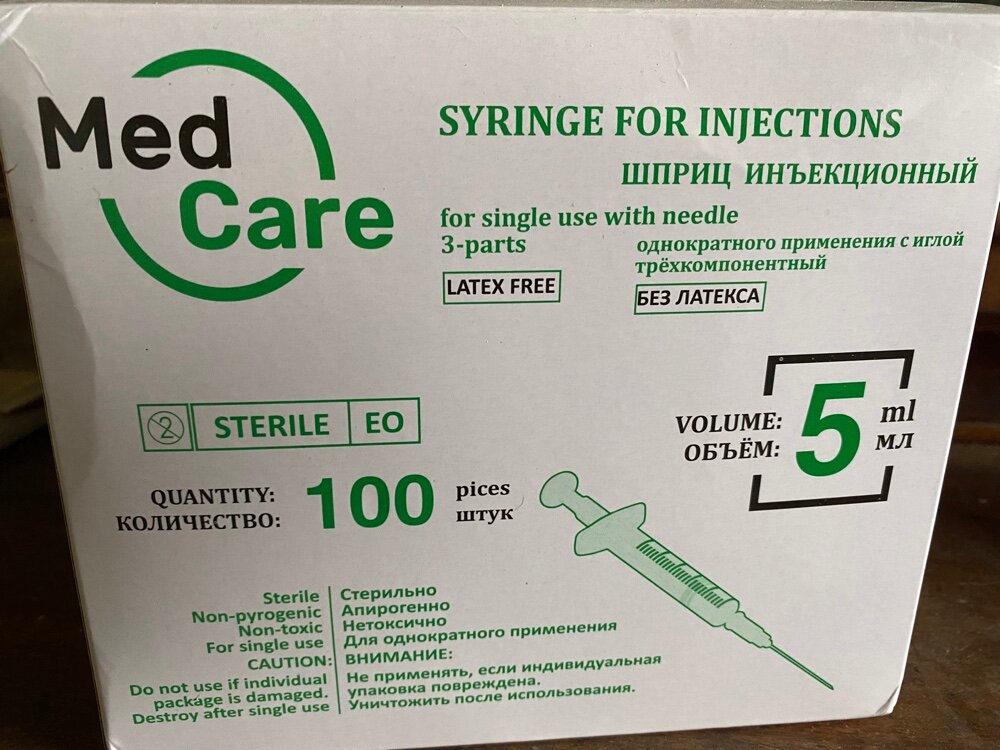 Med
Care
SYRINGE FOR INJECTIONS
ШПРИЦ ИНЪЕКЦИОННЫЙ
for single use with needle
3-parts
однократного применения с иглой
трёхкомпонентный
LATEX FREE
БЕЗ ЛАТЕКСА
2 STERILE EO
VOLUME:
ОБЪЁМ:
5
ml
мл
QUANTITY:
КОЛИЧЕСТВО:
100
pices
штук
Sterile
Non-pyrogenic
Non-toxic
For single use
CAUTION:
Do not use if individual
package is damaged.
Destroy after single use
Стерильно
Апирогенно
Нетоксично
Для однократного применения
ВНИМАНИЕ:
Не применять, если индивидуальная
упаковка повреждена.
Уничтожить после использования.